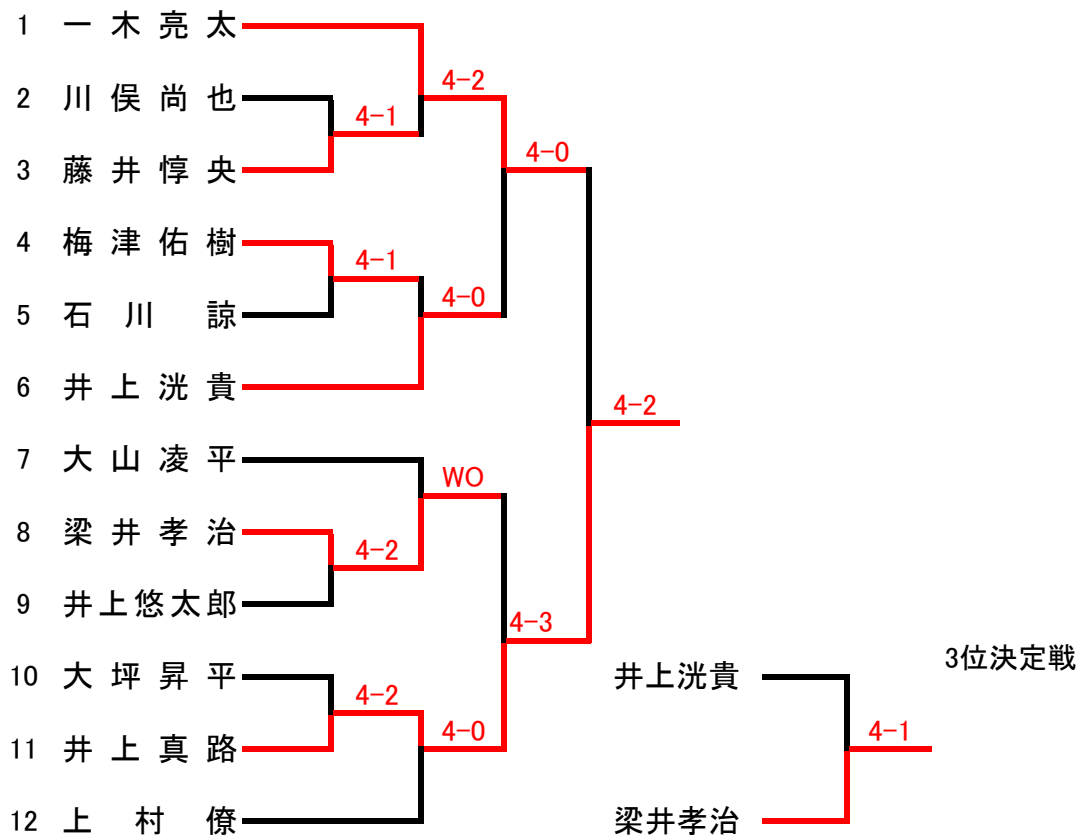 1 一木亮太
4-2
2 川俣尚也
4-1
4-0
3 藤井惇央
4 梅津佑樹
4-1
4-0
5 石川諒
6 井上洸貴
4-2
7 大山凌平
WO
8 梁井孝治
4-2
9 井上悠太郎
4-3
3位決定戦
10 大坪昇平
井上洸貴
4-2
4-0
4-1
11 井上真路
12 上村僚
梁井孝治